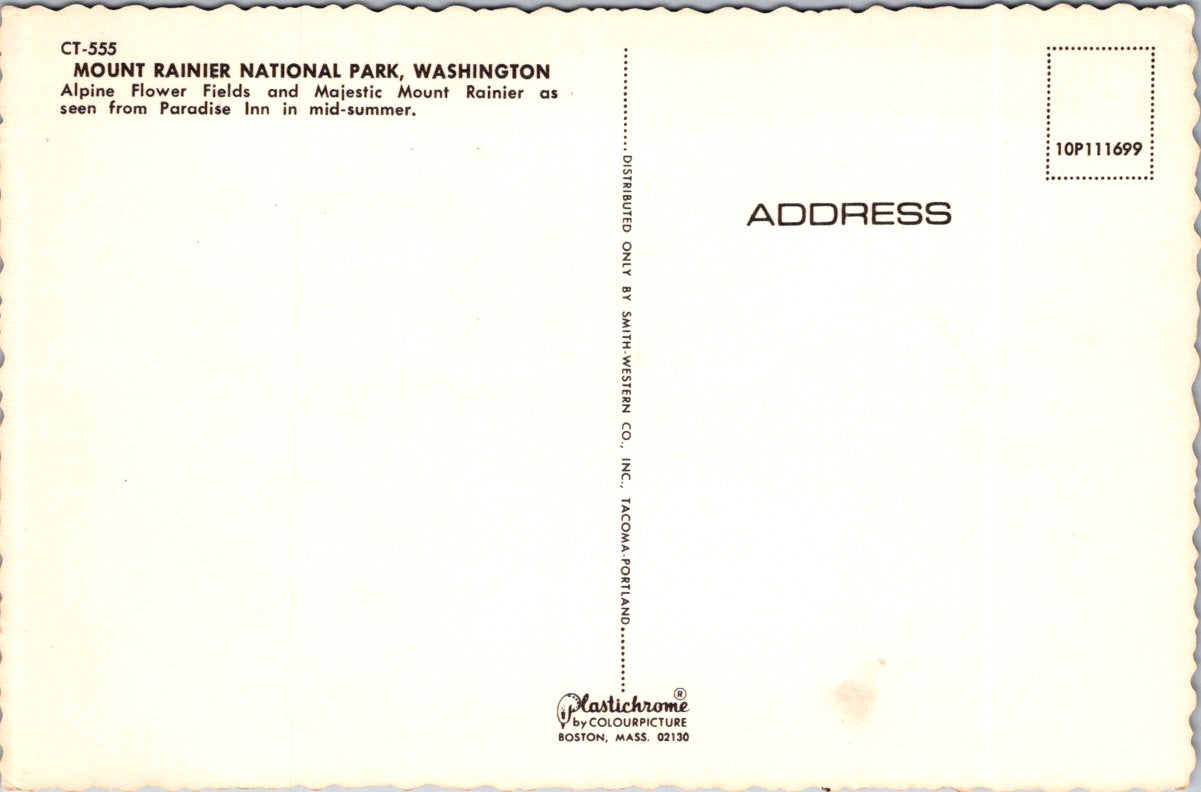 CT-555
MOUNT RAINIER NATIONAL PARK, WASHINGTON
Alpine Flower Fields and Majestic Mount Rainier as
seen from Paradise Inn in mid-summer.
DISTRIBUTED ONLY BY SMITH-WESTERN CO., INC., TACOMA-PORTLAND
10P111699
ADDRESS
Plastichrome®
by COLOURPICTURE
BOSTON, MASS. 02130